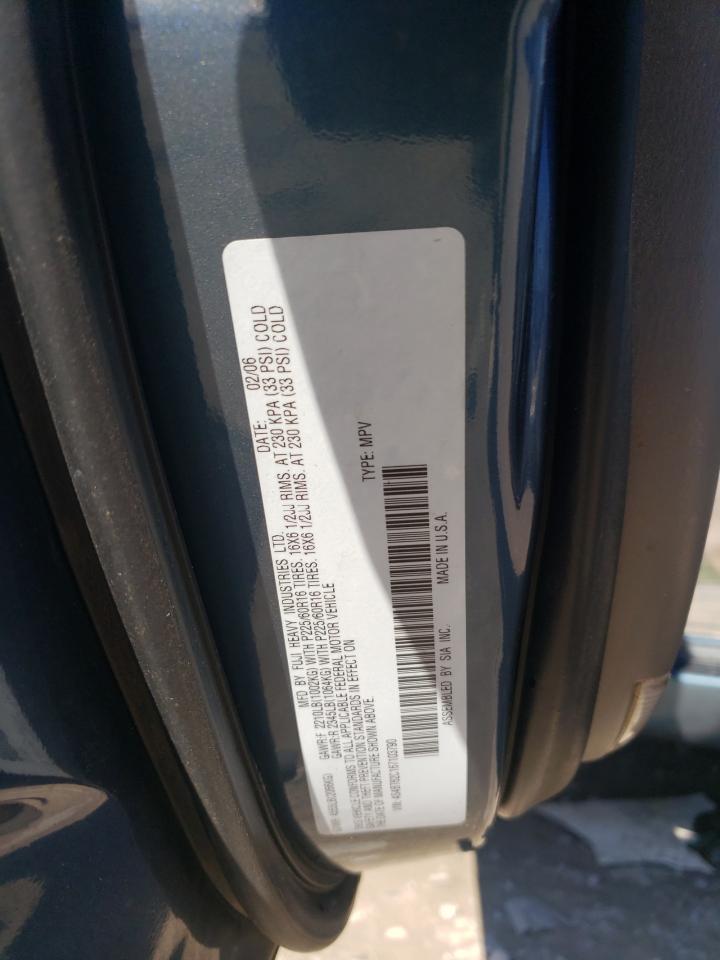 MFD BY FUJI HEAVY INDUSTRIES LTD. DATE: 02/06
GAWR:F 2210LB(1002KG) WITH P225/60R16 TIRES. 16X6 1/2JJ RIMS. AT 230 KPA (33 PSI) COLD
GAWR:R 2345LB(1064KG) WITH P225/60R16 TIRES. 16X6 1/2JJ RIMS. AT 230 KPA (33 PSI) COLD
THIS VEHICLE CONFORMS TO ALL APPLICABLE FEDERAL MOTOR VEHICLE
SAFETY AND THEFT PREVENTION STANDARDS IN EFFECT ON
THE DATE OF MANUFACTURE SHOWN ABOVE.
VIN: TYPE: MPV
ASSEMBLED BY SIA INC. MADE IN U.S.A.